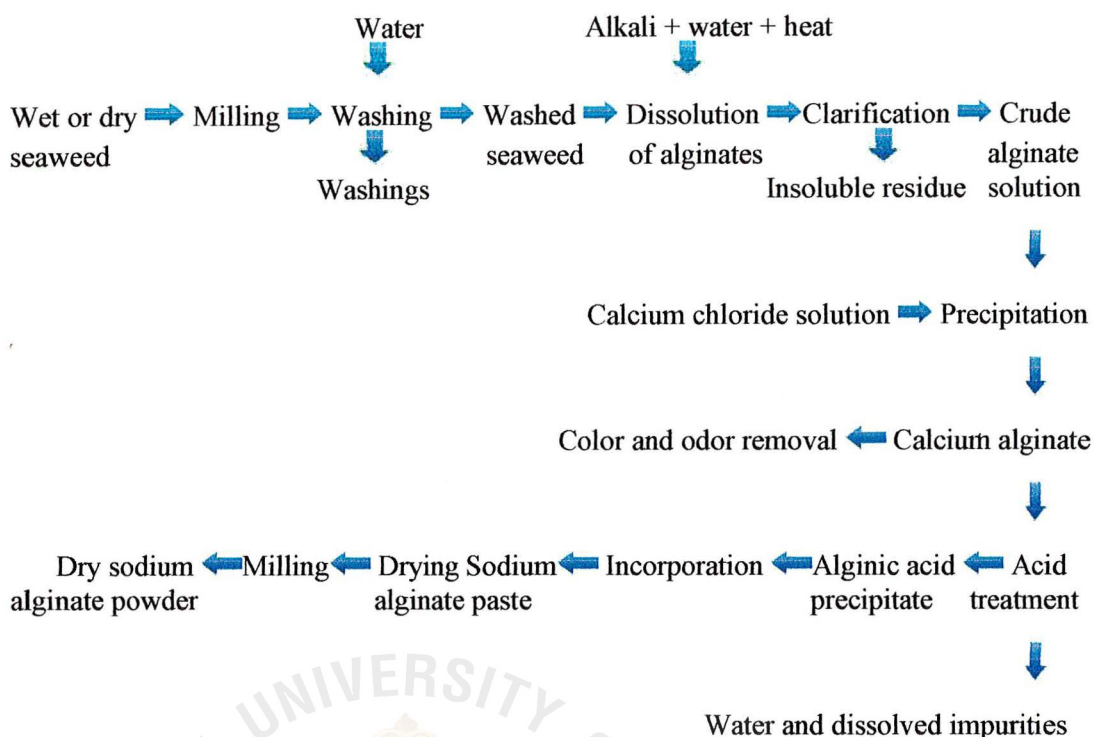 Water
Alkali + water + heat
Wet or dry seaweed
Milling
Washing
Washed seaweed
Dissolution of alginates
Clarification
Crude alginate solution
Washings
Insoluble residue
Calcium chloride solution
Precipitation
Color and odor removal
Calcium alginate
Dry sodium alginate powder
Milling
Drying Sodium alginate paste
Incorporation
Alginic acid precipitate
Acid treatment
UNIVERSITY
Water and dissolved impurities